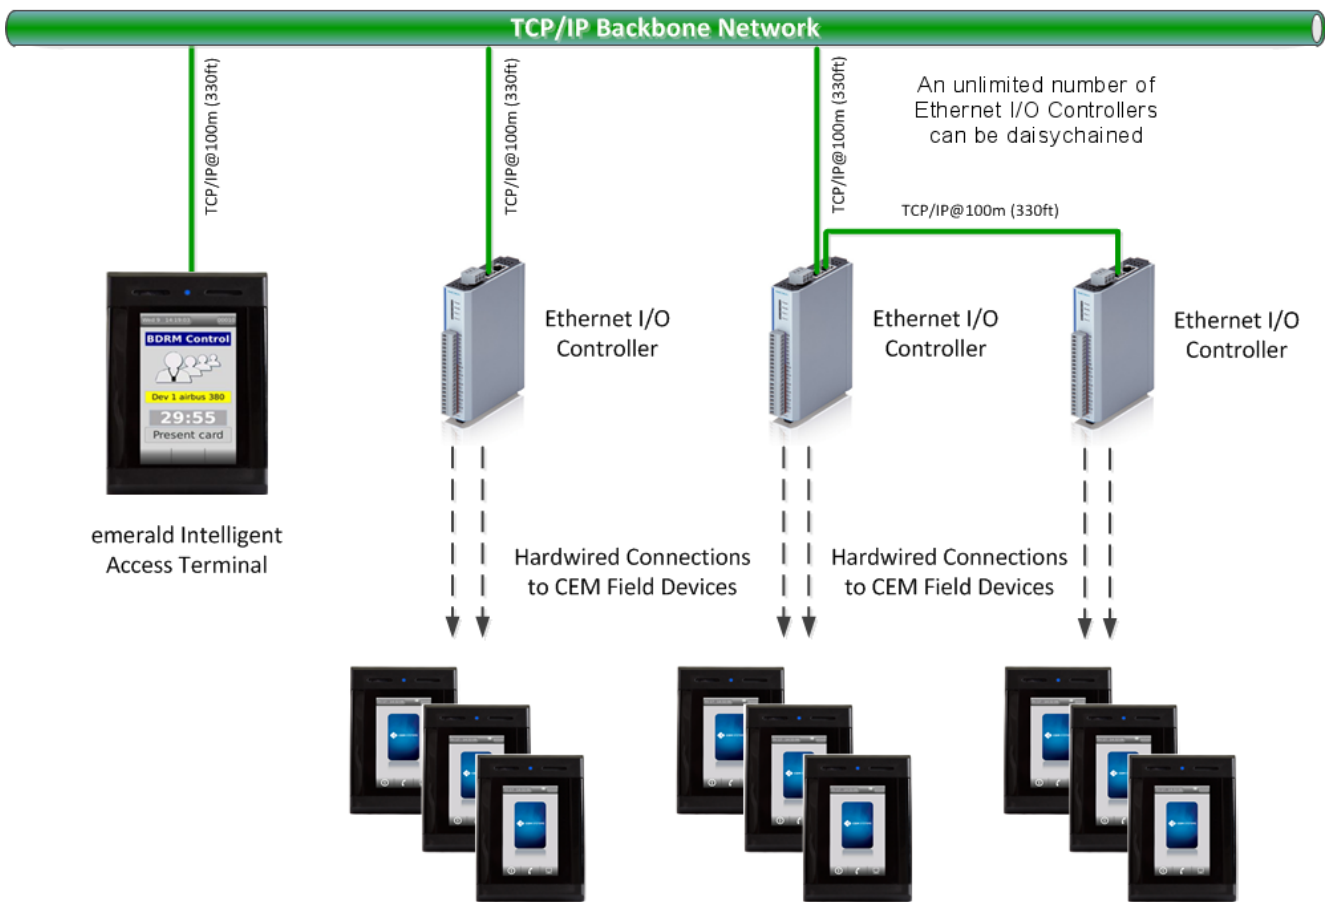 TCP/IP Backbone Network
TCP/IP@100m (330ft)
TCP/IP@100m (330ft)
TCP/IP@100m (330ft)
An unlimited number of
Ethernet I/O Controllers
can be daisychained
TCP/IP@100m (330ft)
BDRM Control
Dev 1 airbus 380
29:55
Present card
Ethernet I/O
Controller
Ethernet I/O
Controller
Ethernet I/O
Controller
emerald Intelligent
Access Terminal
Hardwired Connections
to CEM Field Devices
Hardwired Connections
to CEM Field Devices